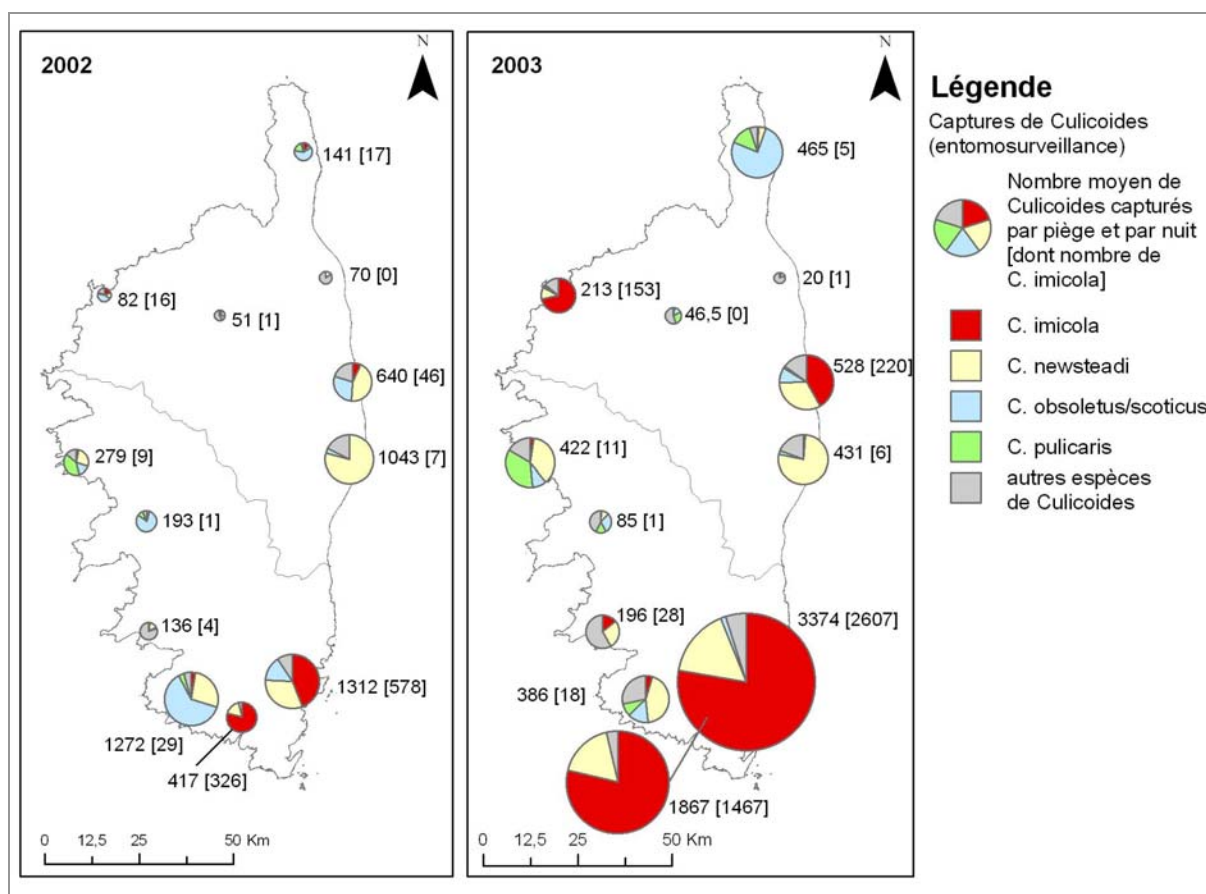 2002
N
141 [17]
70 [0]
82 [16]
51 [1]
640 [46]
1043 [7]
279 [9]
193 [1]
136 [4]
1312 [578]
1272 [29]
417 [326]
0 12,5 25 50 Km
2003
N
465 [5]
20 [1]
213 [153]
46,5 [0]
528 [220]
431 [6]
422 [11]
85 [1]
196 [28]
3374 [2607]
386 [18]
1867 [1467]
0 12,5 25 50 Km
Légende
Captures de Culicoides
(entomosurveillance)
Nombre moyen de
Culicoides capturés
par piège et par nuit
[dont nombre de
C. imicola]
C. imicola
C. newsteadi
C. obsoletus/scoticus
C. pulicaris
autres espèces
de Culicoides